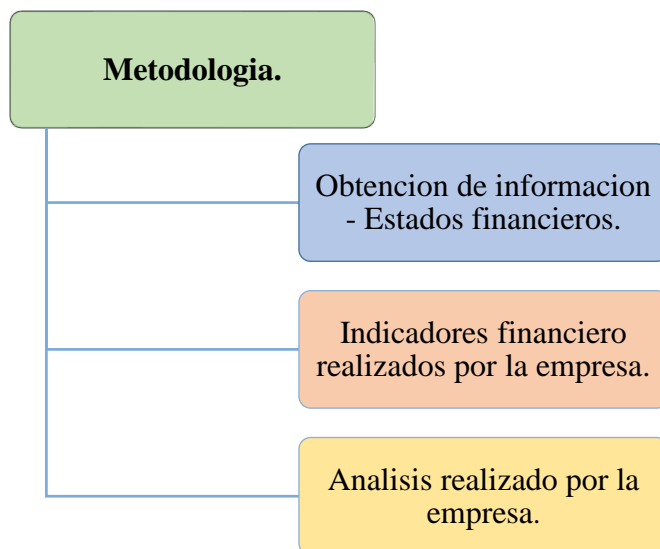 Metodologia.
Obtencion de informacion
- Estados financieros.
Indicadores financiero
realizados por la empresa.
Analisis realizado por la
empresa.